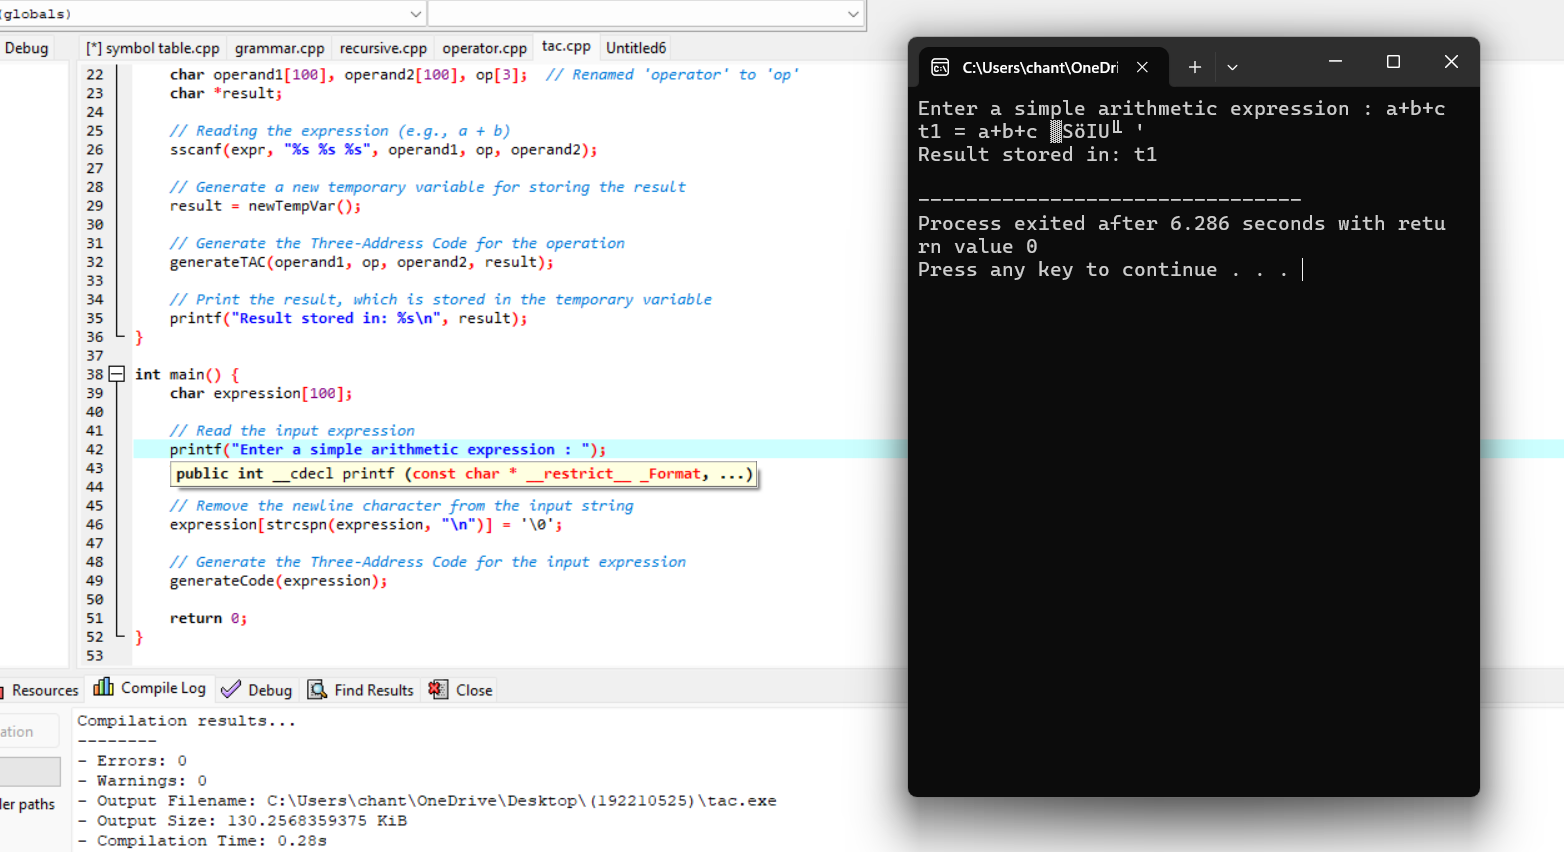 (globals)
Debug
[*] symbol table.cpp grammar.cpp recursive.cpp operator.cpp tac.cpp Untitled6
22 char operand1[100], operand2[100], op[3]; // Renamed 'operator' to 'op'
23 char *result;
24
25 // Reading the expression (e.g., a + b)
26 sscanf(expr, "%s %s %s", operand1, op, operand2);
27
28 // Generate a new temporary variable for storing the result
29 result = newTempVar();
30
31 // Generate the Three-Address Code for the operation
32 generateTAC(operand1, op, operand2, result);
33
34 // Print the result, which is stored in the temporary variable
35 printf("Result stored in: %s\n", result);
36 }
37
38 int main() {
39 char expression[100];
40
41 // Read the input expression
42 printf("Enter a simple arithmetic expression : ");
43 public int __cdecl printf (const char * __restrict__ _Format, ...)
44
45 // Remove the newline character from the input string
46 expression[strcspn(expression, "\n")] = '\0';
47
48 // Generate the Three-Address Code for the input expression
49 generateCode(expression);
50
51 return 0;
52 }
53
Resources Compile Log Debug Find Results Close
ation
ler paths
Compilation results...
--------
- Errors: 0
- Warnings: 0
- Output Filename: C:\Users\chant\OneDrive\Desktop\(192210525)\tac.exe
- Output Size: 130.2568359375 KiB
- Compilation Time: 0.28s
C:\Users\chant\OneDri
Enter a simple arithmetic expression : a+b+c
t1 = a+b+c ▒SöIU╨ '
Result stored in: t1
--------------------------------
Process exited after 6.286 seconds with retu
rn value 0
Press any key to continue . . .